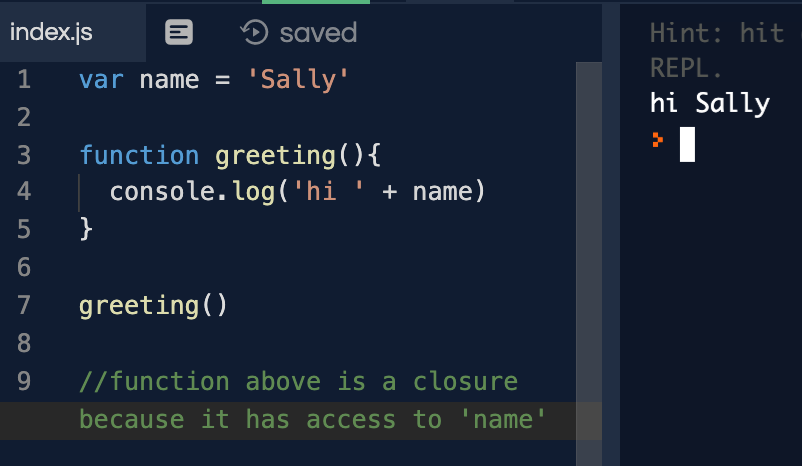 index.js
saved
1 var name = 'Sally'
2
3 function greeting(){
4 console.log('hi ' + name)
5 }
6
7 greeting()
8
9 //function above is a closure
because it has access to 'name'
Hint: hit
REPL.
hi Sally